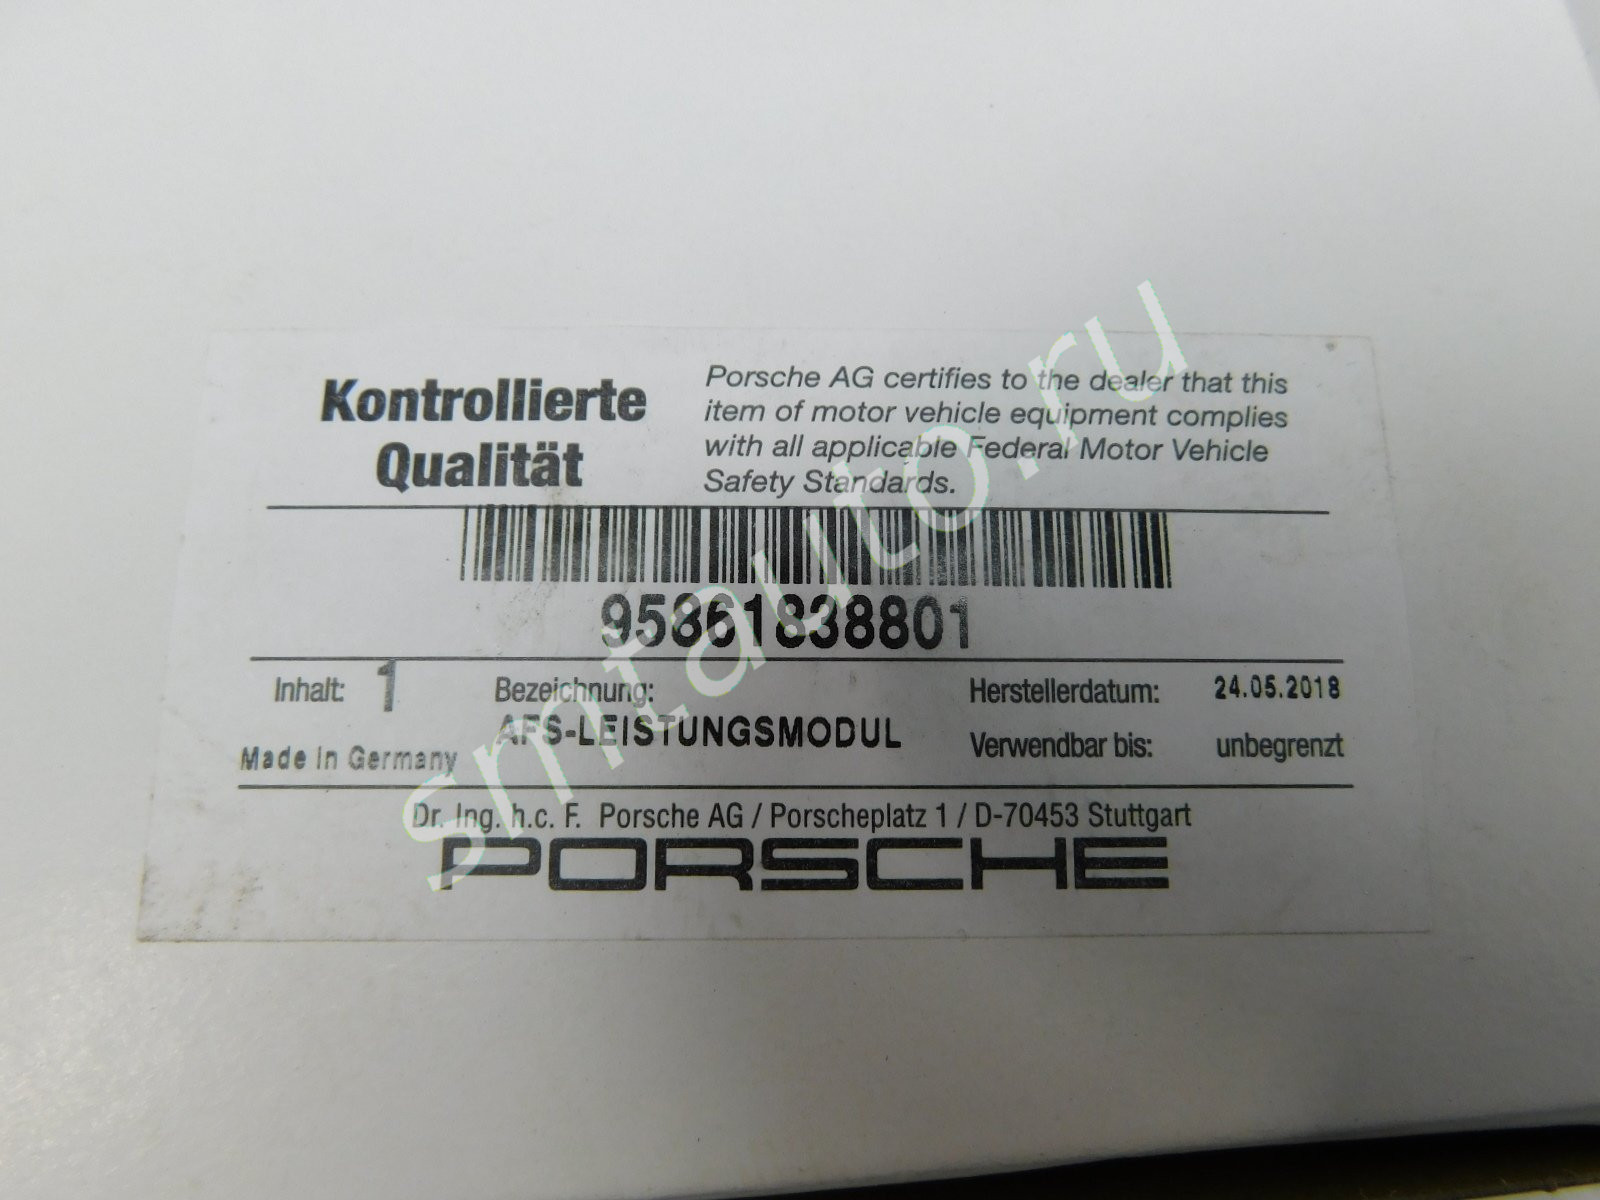 Kontrollierte
Qualität
Porsche AG certifies to the dealer that this
item of motor vehicle equipment complies
with all applicable Federal Motor Vehicle
Safety Standards.
95861838801
Inhalt: 1
Bezeichnung:
AFS-LEISTUNGSMODUL
Herstellerdatum: 24.05.2018
Verwendbar bis: unbegrenzt
Made in Germany
Dr. Ing. h.c. F. Porsche AG / Porscheplatz 1 / D-70453 Stuttgart
PORSCHE
smtauto.ru